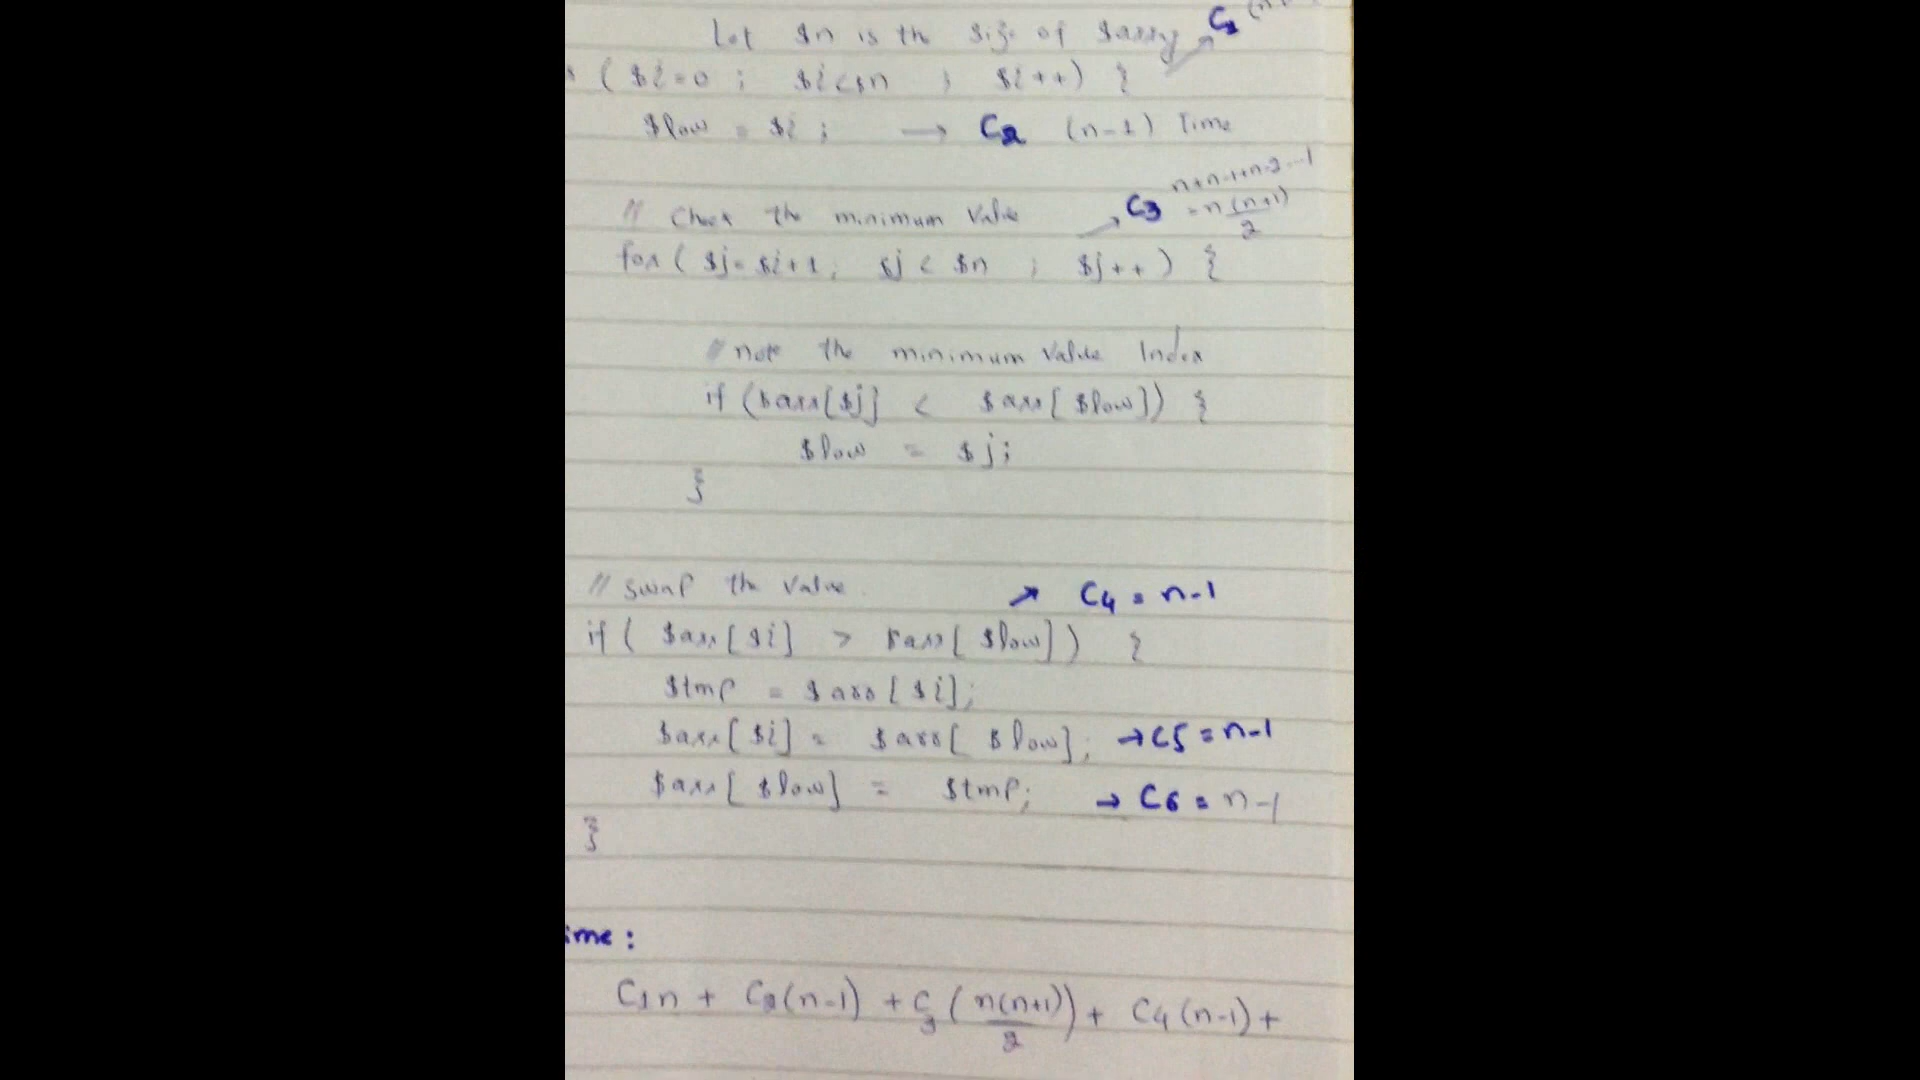 Let $n is the size of $array C1 (n
( $i=0 ; $i<$n ; $i++) {
$low = $i ; → C2 (n-1) Time
n+n-1+n-2...1
// Check the minimum value → C3 = n(n+1)/2
for ( $j=$i+1; $j < $n ; $j++) {
// note the minimum value Index
if ($arr[$j] < $arr[$low]) {
$low = $j;
}
// swap the value ↗ C4 = n-1
if ( $arr[$i] > $arr[$low]) {
$tmp = $arr[$i];
$arr[$i] = $arr[$low]; → C5 = n-1
$arr[$low] = $tmp; → C6 = n-1
}
ime :
C1n + C2(n-1) + C3 (n(n+1)/2) + C4(n-1) +